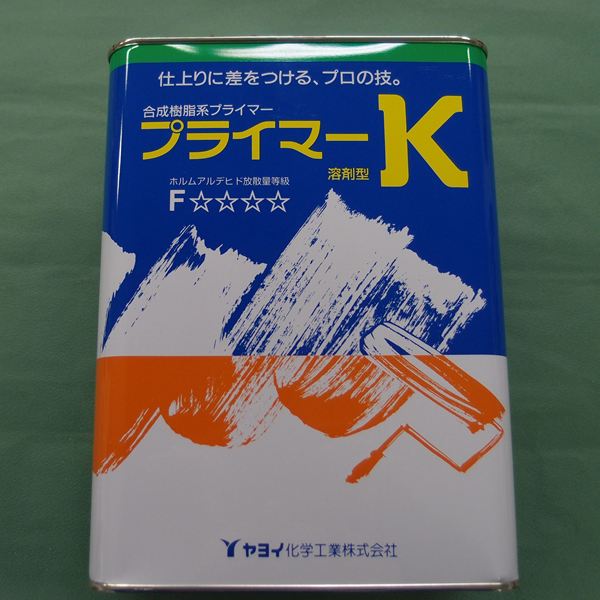 仕上りに差をつける、プロの技。
合成樹脂系プライマー
プライマーK
溶剤型
ホルムアルデヒド放散量等級
F☆☆☆☆
ヤヨイ化学工業株式会社